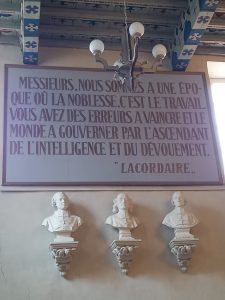 MESSIEURS, NOUS SOMMES A UNE ÉPO-
QUE OÙ LA NOBLESSE, C'EST LE TRAVAIL.
VOUS AVEZ DES ERREURS A VAINCRE ET LE
MONDE A GOUVERNER PAR L'ASCENDANT
DE L'INTELLIGENCE ET DU DÉVOUEMENT.
"LACORDAIRE"